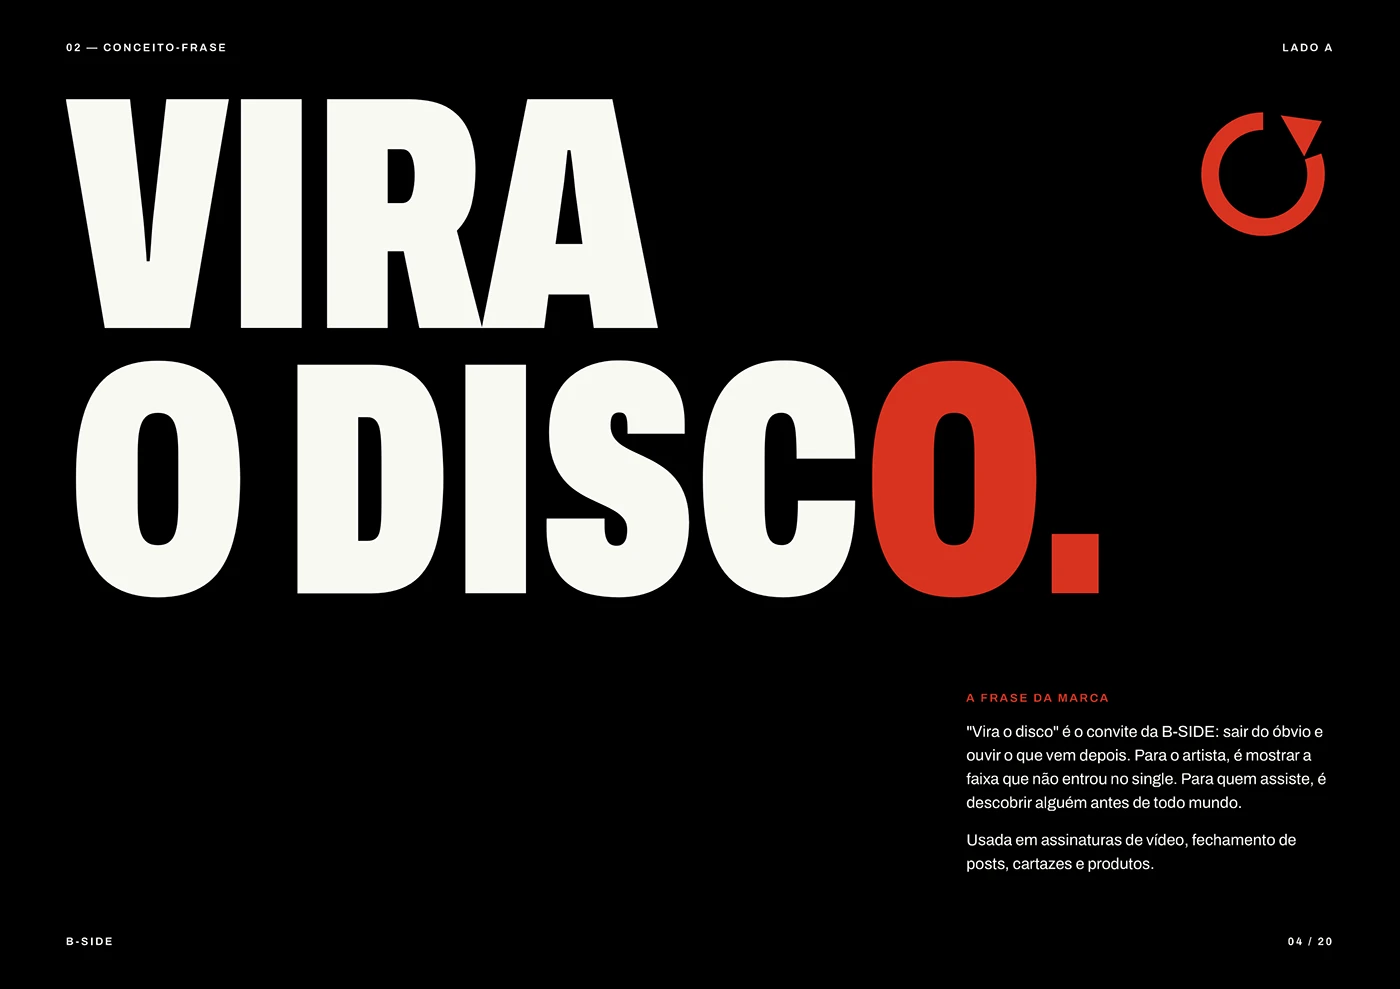 02 — CONCEITO-FRASE
LADO A
VIRA
O DISCO.
A FRASE DA MARCA
"Vira o disco" é o convite da B-SIDE: sair do óbvio e
ouvir o que vem depois. Para o artista, é mostrar a
faixa que não entrou no single. Para quem assiste, é
descobrir alguém antes de todo mundo.
Usada em assinaturas de vídeo, fechamento de
posts, cartazes e produtos.
B-SIDE
04 / 20